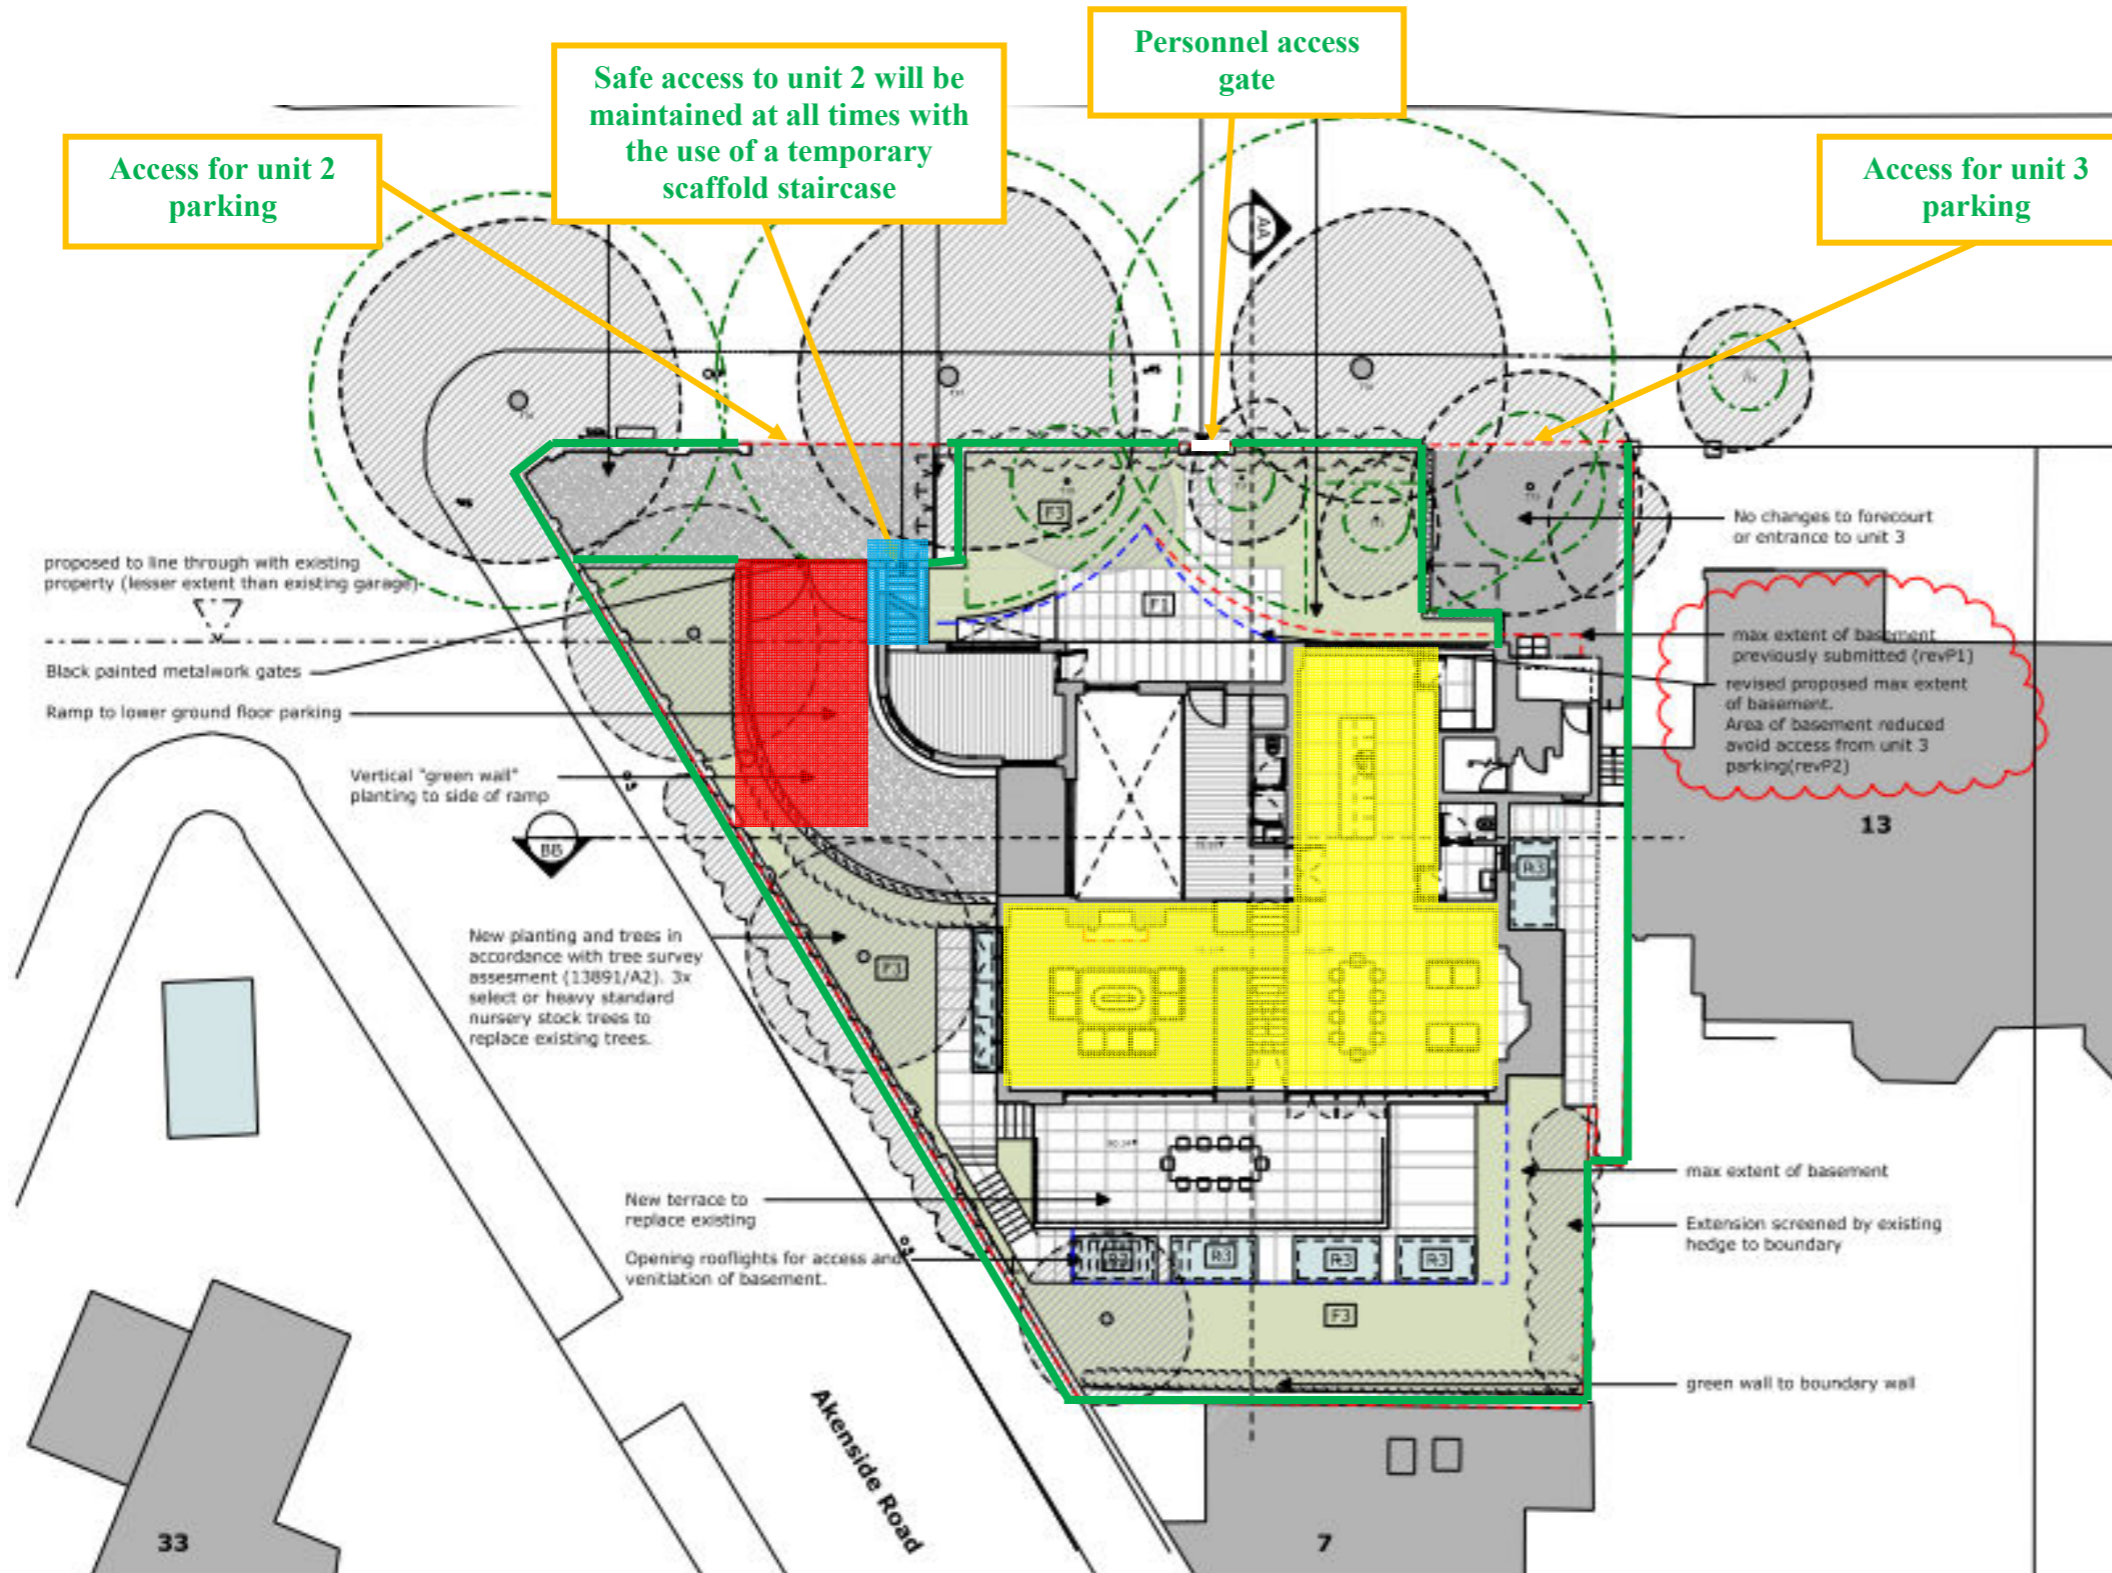 Personnel access
gate
Safe access to unit 2 will be
maintained at all times with
the use of a temporary
scaffold staircase
Access for unit 2
parking
Access for unit 3
parking
AA
F3
No changes to forecourt
or entrance to unit 3
proposed to line through with existing
property (lesser extent than existing garage)
F1
max extent of basement
previously submitted (revP1)
Black painted metalwork gates
revised proposed max extent
of basement.
Area of basement reduced
avoid access from unit 3
parking(revP2)
Ramp to lower ground floor parking
Vertical "green wall"
planting to side of ramp
13
BB
R3
New planting and trees in
accordance with tree survey
assesment (13891/A2). 3x
select or heavy standard
nursery stock trees to
replace existing trees.
F3
max extent of basement
New terrace to
replace existing
Extension screened by existing
hedge to boundary
Opening rooflights for access and
venitlation of basement.
R3
R3
R3
R3
F3
green wall to boundary wall
Akenside Road
33
7